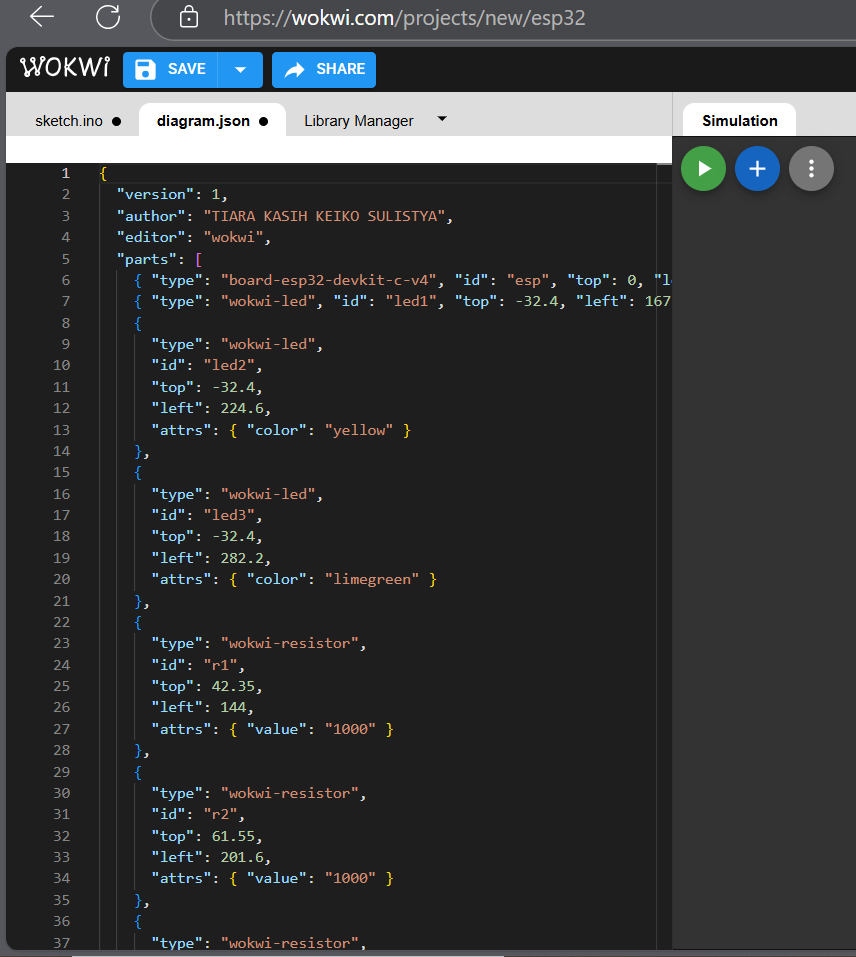 https://wokwi.com/projects/new/esp32
WOKWI SAVE SHARE
sketch.ino ● diagram.json ● Library Manager Simulation
1 {
2 "version": 1,
3 "author": "TIARA KASIH KEIKO SULISTYA",
4 "editor": "wokwi",
5 "parts": [
6 { "type": "board-esp32-devkit-c-v4", "id": "esp", "top": 0, "l
7 { "type": "wokwi-led", "id": "led1", "top": -32.4, "left": 167
8 {
9 "type": "wokwi-led",
10 "id": "led2",
11 "top": -32.4,
12 "left": 224.6,
13 "attrs": { "color": "yellow" }
14 },
15 {
16 "type": "wokwi-led",
17 "id": "led3",
18 "top": -32.4,
19 "left": 282.2,
20 "attrs": { "color": "limegreen" }
21 },
22 {
23 "type": "wokwi-resistor",
24 "id": "r1",
25 "top": 42.35,
26 "left": 144,
27 "attrs": { "value": "1000" }
28 },
29 {
30 "type": "wokwi-resistor",
31 "id": "r2",
32 "top": 61.55,
33 "left": 201.6,
34 "attrs": { "value": "1000" }
35 },
36 {
37 "type": "wokwi-resistor",